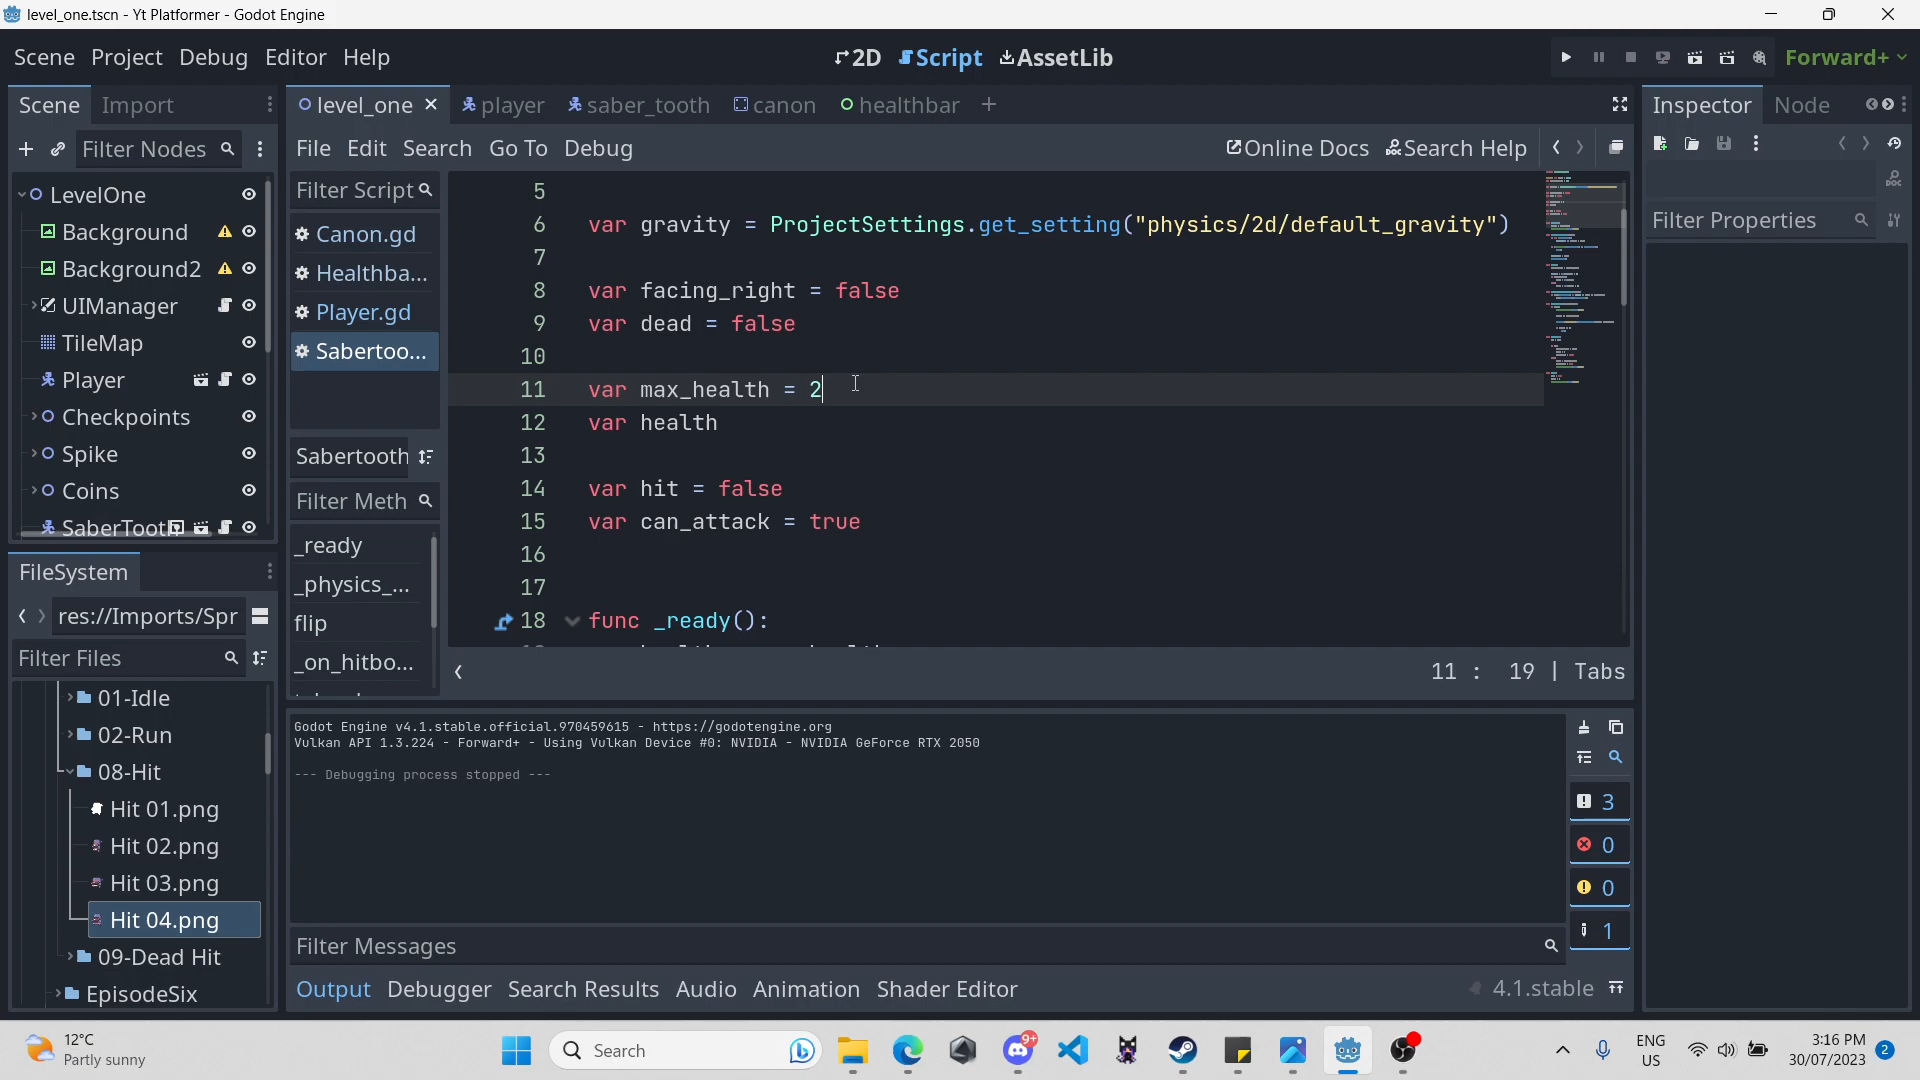 level_one.tscn - Yt Platformer - Godot Engine
Scene Project Debug Editor Help
2D Script AssetLib
Forward+
Scene Import
level_one player saber_tooth canon healthbar
Inspector Node
Filter Nodes
File Edit Search Go To Debug
Online Docs Search Help
Filter Script
Canon.gd
Healthba...
Player.gd
Sabertoo...
Sabertooth
Filter Meth
_ready
_physics_...
flip
_on_hitbo...
LevelOne
Background
Background2
UIManager
TileMap
Player
Checkpoints
Spike
Coins
SaberTooth
5
6 var gravity = ProjectSettings.get_setting("physics/2d/default_gravity")
7
8 var facing_right = false
9 var dead = false
10
11 var max_health = 2
12 var health
13
14 var hit = false
15 var can_attack = true
16
17
18 func _ready():
11 : 19 | Tabs
Filter Properties
FileSystem
res://Imports/Spr
Filter Files
01-Idle
02-Run
08-Hit
Hit 01.png
Hit 02.png
Hit 03.png
Hit 04.png
09-Dead Hit
EpisodeSix
Godot Engine v4.1.stable.official.970459615 - https://godotengine.org
Vulkan API 1.3.224 - Forward+ - Using Vulkan Device #0: NVIDIA - NVIDIA GeForce RTX 2050
--- Debugging process stopped ---
3
0
0
1
Filter Messages
Output Debugger Search Results Audio Animation Shader Editor
4.1.stable
12°C
Partly sunny
Search
9+
ENG
US
3:16 PM
30/07/2023
2